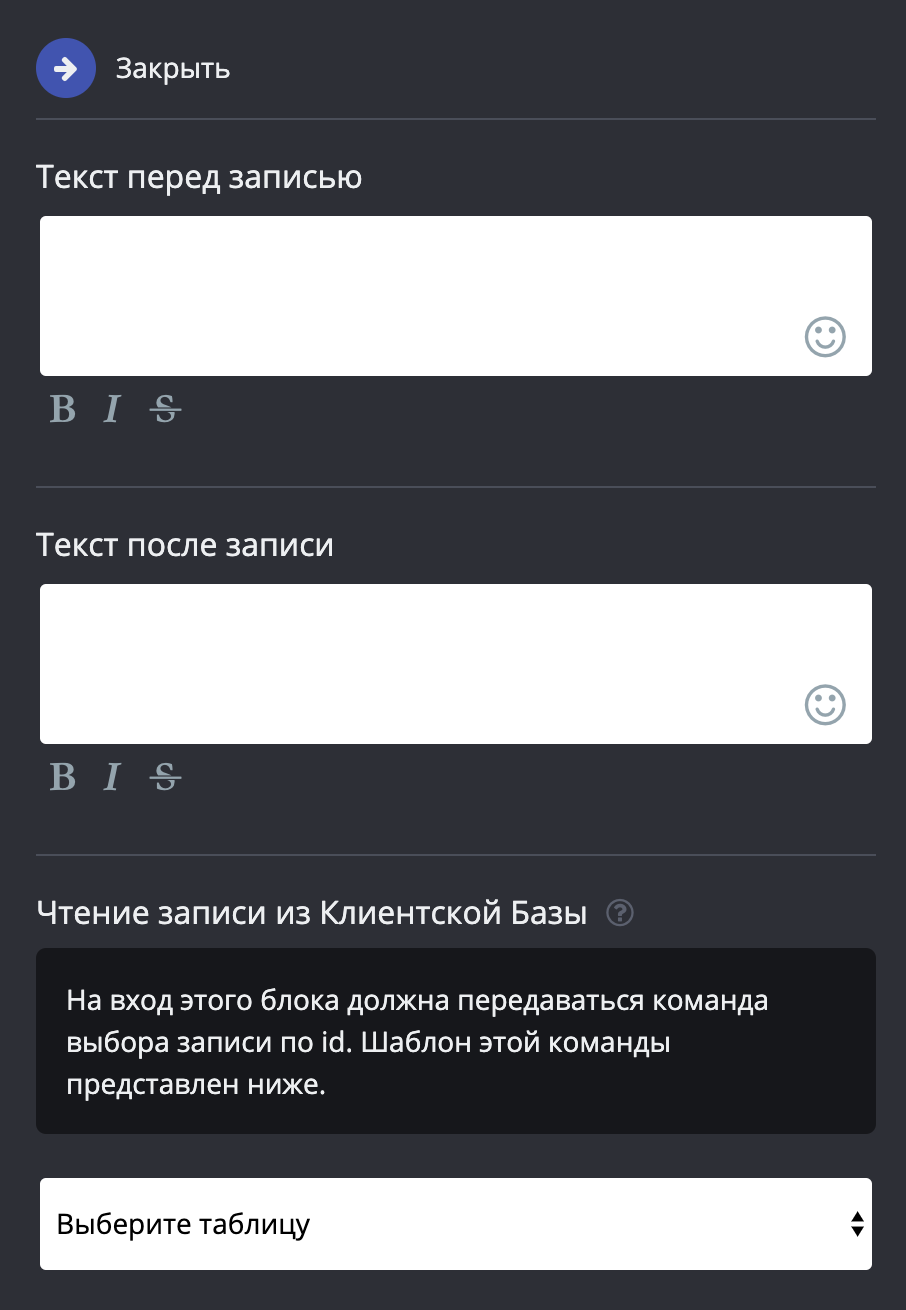 Закрыть
Текст перед записью
B I S
Текст после записи
B I S
Чтение записи из Клиентской Базы ?
На вход этого блока должна передаваться команда
выбора записи по id. Шаблон этой команды
представлен ниже.
Выберите таблицу